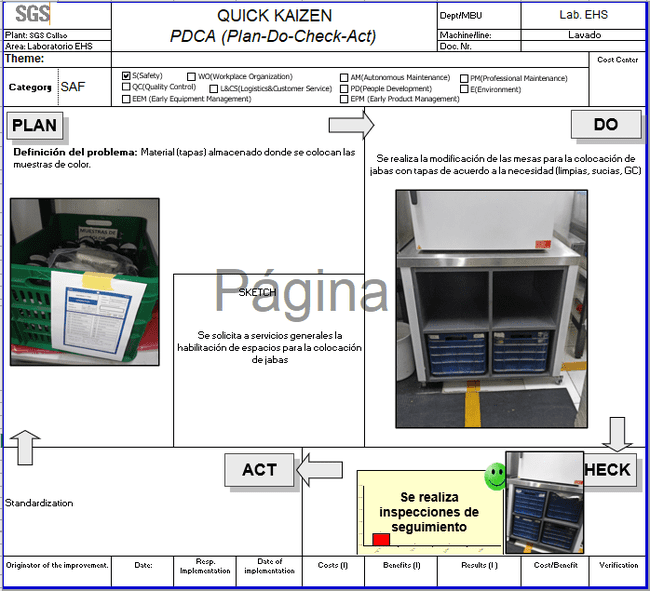 SGS
QUICK KAIZEN
PDCA (Plan-Do-Check-Act)
Dept/MBU
Lab. EHS
Plant: SGS Callao
Area: Laboratorio EHS
Machine/line:
Lavado
Doc. Nr.
Theme:
Cost Center
Category
SAF
S(Safety)
WO(Workplace Organization)
AM(Autonomous Maintenance)
PM(Professional Maintenance)
QC(Quality Control)
L&CS(Logistics&Customer Service)
PD(People Development)
E(Environment)
EEM (Early Equipment Management)
EPM (Early Product Management)
PLAN
DO
Definición del problema: Material (tapas) almacenado donde se colocan las
muestras de color.
Se realiza la modificación de las mesas para la colocación de
jabas con tapas de acuerdo a la necesidad (limpias, sucias, GC)
MUESTRAS DE
Página
SKETCH
Se solicita a servicios generales la
habilitación de espacios para la colocación
de jabas
ACT
HECK
Standardization
Se realiza
inspecciones de
seguimiento
Originator of the improvement.
Date:
Resp.
Implementation
Date of
implementation
Costs (I)
Benefits (I)
Results (I )
Cost/Benefit
Verification